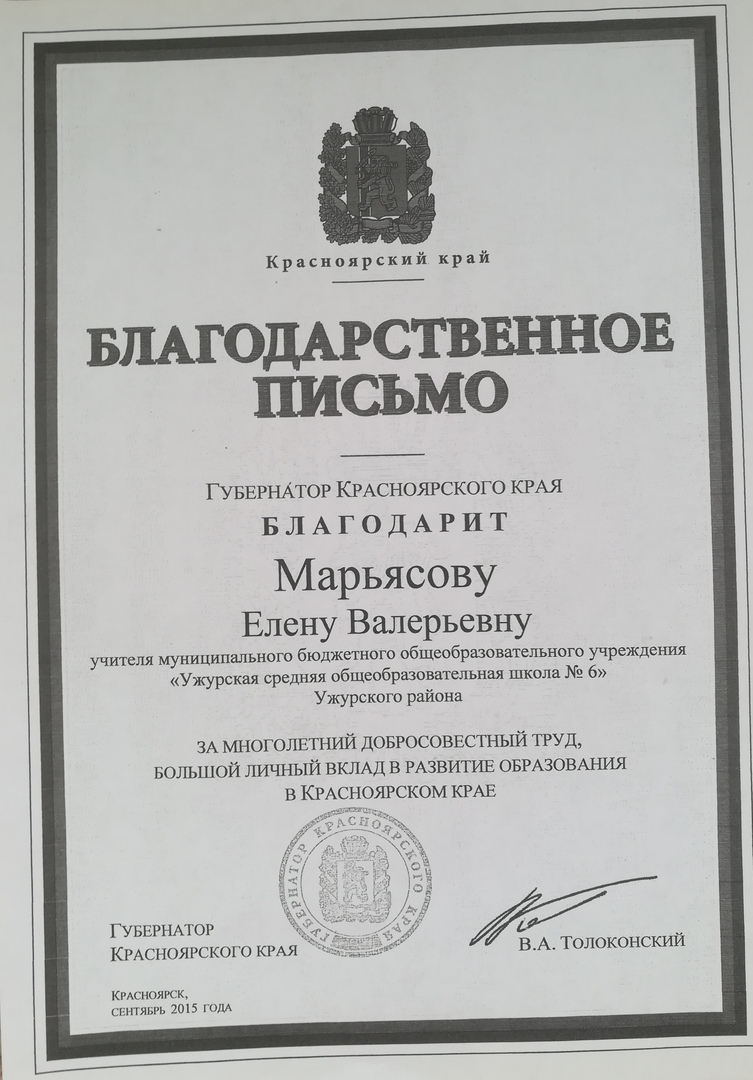 Красноярский край
БЛАГОДАРСТВЕННОЕ
ПИСЬМО
ГУБЕРНА́ТОР КРАСНОЯРСКОГО КРАЯ
БЛАГОДАРИТ
Марьясову
Елену Валерьевну
учителя муниципального бюджетного общеобразовательного учреждения
«Ужурская средняя общеобразовательная школа № 6»
Ужурского района
ЗА МНОГОЛЕТНИЙ ДОБРОСОВЕСТНЫЙ ТРУД,
БОЛЬШОЙ ЛИЧНЫЙ ВКЛАД В РАЗВИТИЕ ОБРАЗОВАНИЯ
В КРАСНОЯРСКОМ КРАЕ
ГУБЕРНАТОР КРАСНОЯРСКОГО КРАЯ
ГУБЕРНАТОР
КРАСНОЯРСКОГО КРАЯ
В.А. ТОЛОКОНСКИЙ
КРАСНОЯРСК,
СЕНТЯБРЬ 2015 ГОДА